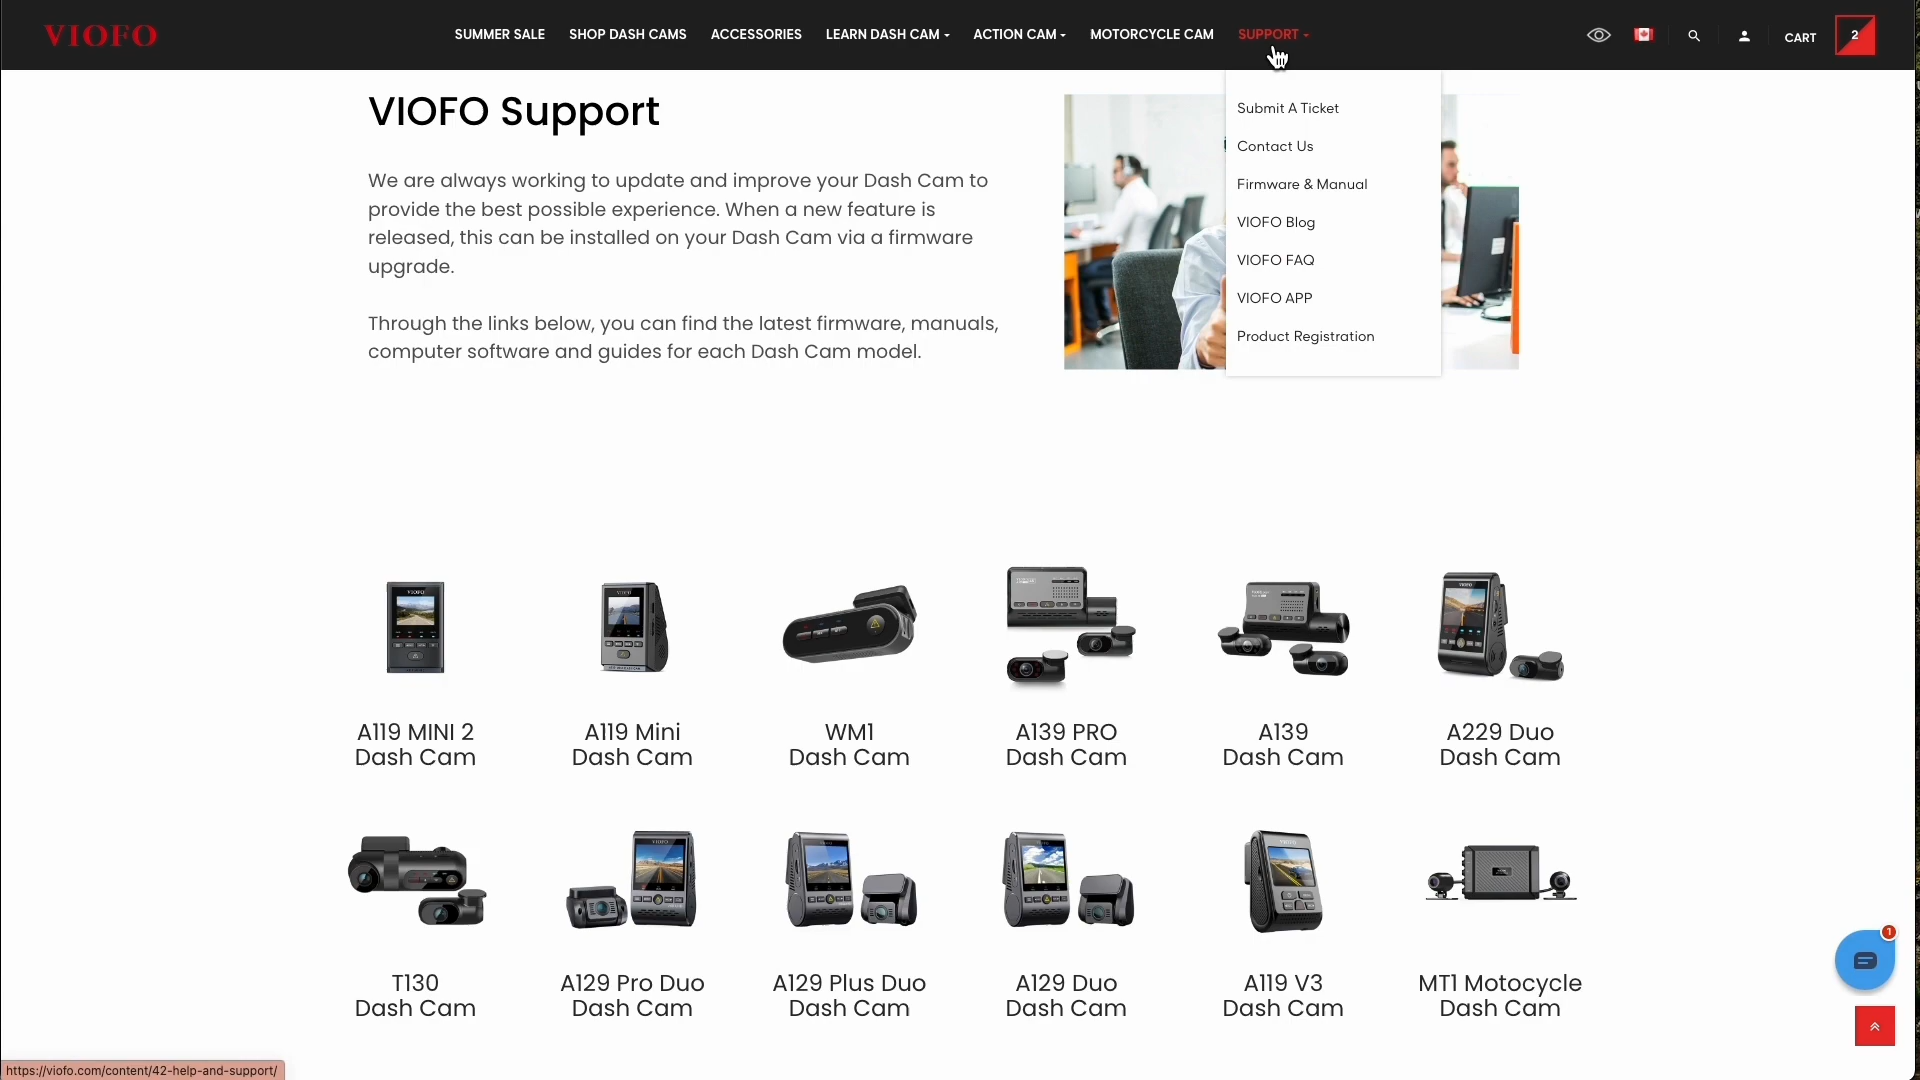 VIOFO
SUMMER SALE
SHOP DASH CAMS
ACCESSORIES
LEARN DASH CAM
ACTION CAM
MOTORCYCLE CAM
SUPPORT
CART
2
VIOFO Support
We are always working to update and improve your Dash Cam to
provide the best possible experience. When a new feature is
released, this can be installed on your Dash Cam via a firmware
upgrade.
Through the links below, you can find the latest firmware, manuals,
computer software and guides for each Dash Cam model.
Submit A Ticket
Contact Us
Firmware & Manual
VIOFO Blog
VIOFO FAQ
VIOFO APP
Product Registration
A119 MINI 2
Dash Cam
A119 Mini
Dash Cam
WM1
Dash Cam
A139 PRO
Dash Cam
A139
Dash Cam
A229 Duo
Dash Cam
T130
Dash Cam
A129 Pro Duo
Dash Cam
A129 Plus Duo
Dash Cam
A129 Duo
Dash Cam
A119 V3
Dash Cam
MT1 Motocycle
Dash Cam
1
https://viofo.com/content/42-help-and-support/